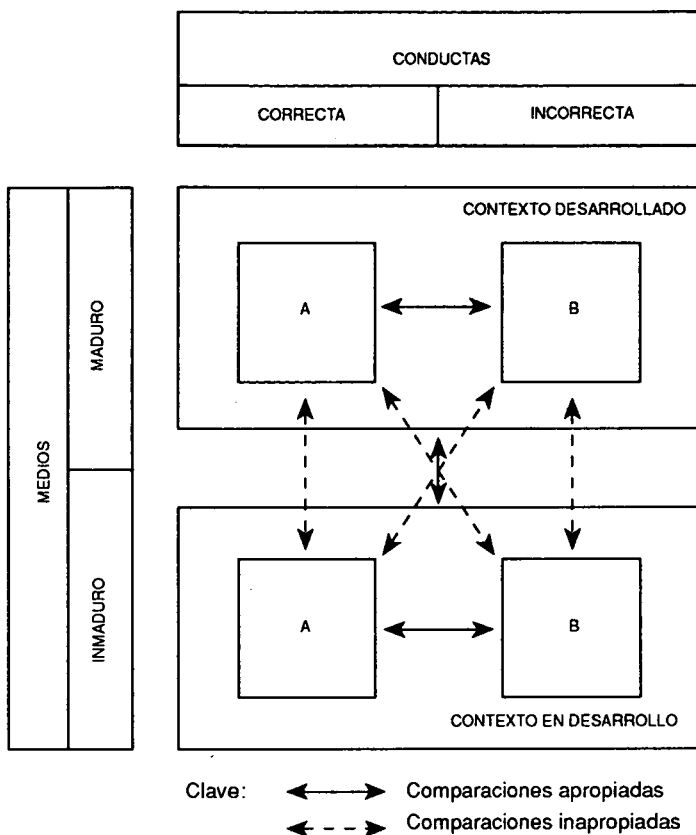 CONDUCTAS
CORRECTA
INCORRECTA
MEDIOS
MADURO
INMADURO
CONTEXTO DESARROLLADO
A
B
A
B
CONTEXTO EN DESARROLLO
Clave:
Comparaciones apropiadas
Comparaciones inapropiadas